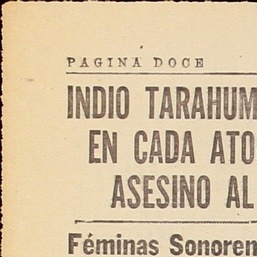 PAGINA DOCE
INDIO TARAHUM
EN CADA ATO
ASESINO AL
Féminas Sonoren